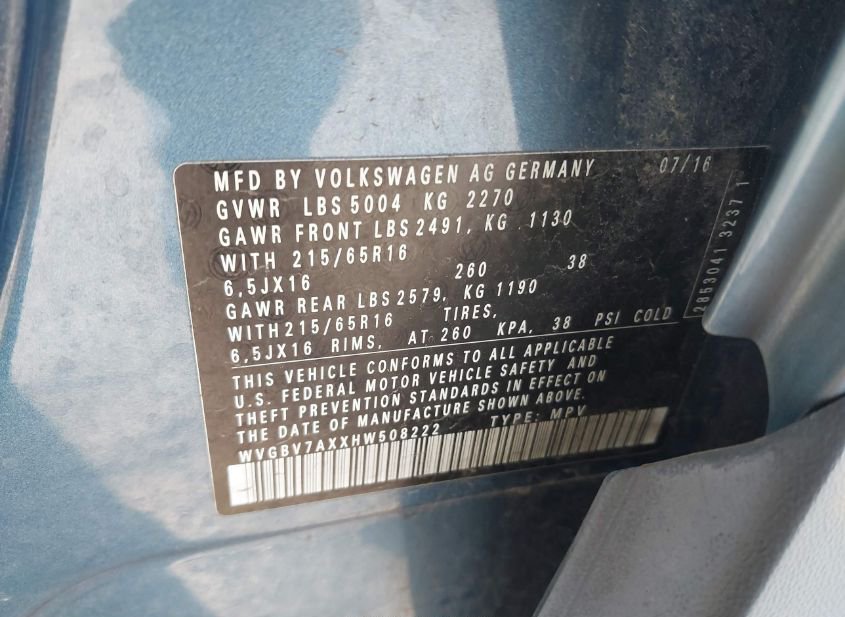 MFD BY VOLKSWAGEN AG GERMANY 07/16
GVWR LBS 5004 KG 2270
GAWR FRONT LBS 2491, KG 1130
WITH 215/65R16
6,5JX16 260 38
GAWR REAR LBS 2579, KG 1190
WITH 215/65R16 TIRES,
6,5JX16 RIMS, AT 260 KPA, 38 PSI COLD
THIS VEHICLE CONFORMS TO ALL APPLICABLE
U.S. FEDERAL MOTOR VEHICLE SAFETY AND
THEFT PREVENTION STANDARDS IN EFFECT ON
THE DATE OF MANUFACTURE SHOWN ABOVE.
WVGBV7AXXHW508222 TYPE: MPV
2853041 3237 1